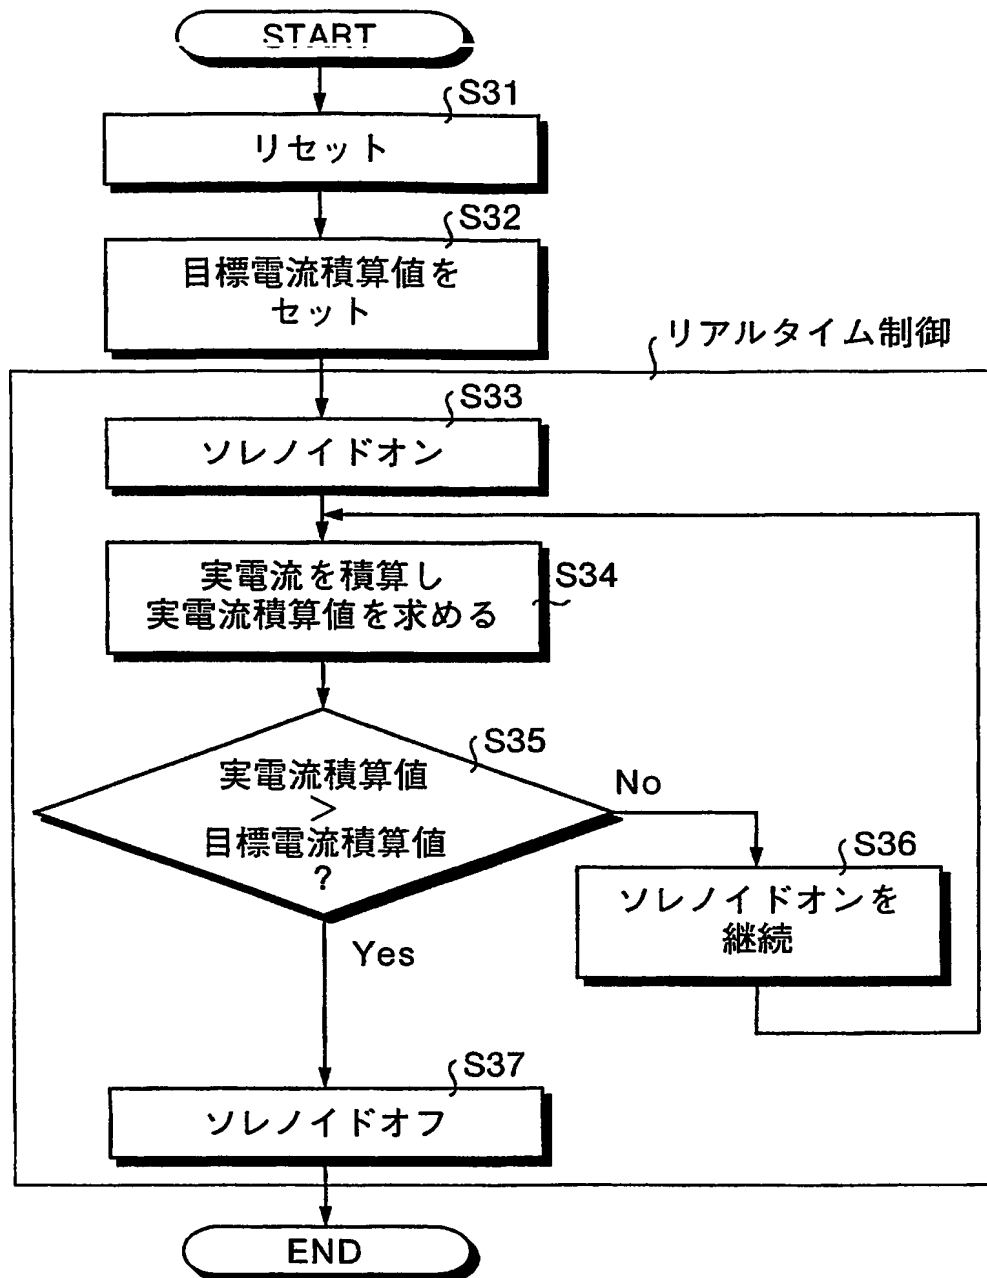 START
S31
リセット
S32
目標電流積算値を
セット
リアルタイム制御
S33
ソレノイドオン
実電流を積算し
実電流積算値を求める
S34
S35
実電流積算値
>
目標電流積算値
?
No
Yes
S36
ソレノイドオンを
継続
S37
ソレノイドオフ
END